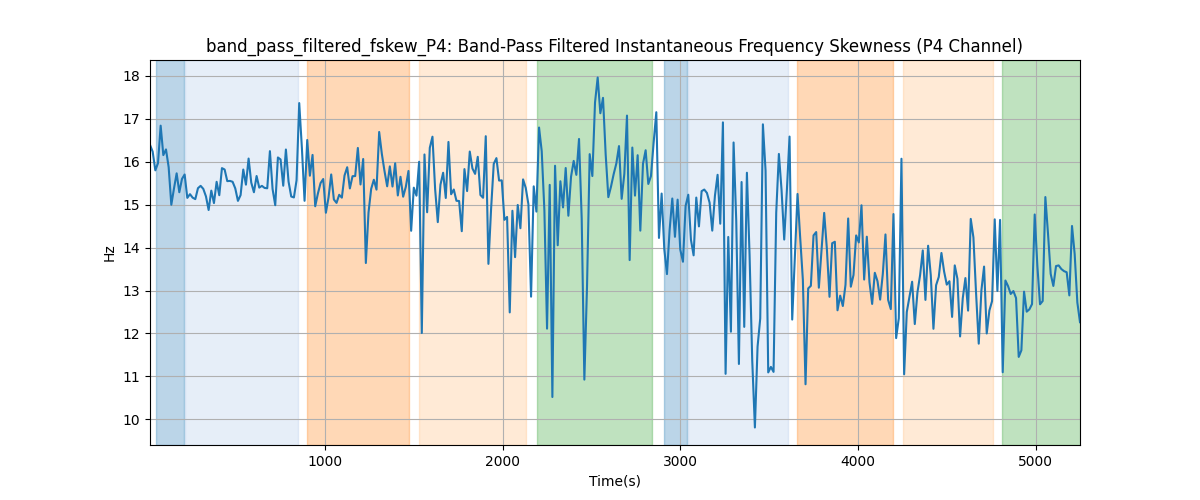 band_pass_filtered_fskew_P4: Band-Pass Filtered Instantaneous Frequency Skewness (P4 Channel)
18
17
16
15
14
13
12
11
10
Hz
1000 2000 3000 4000 5000
Time(s)